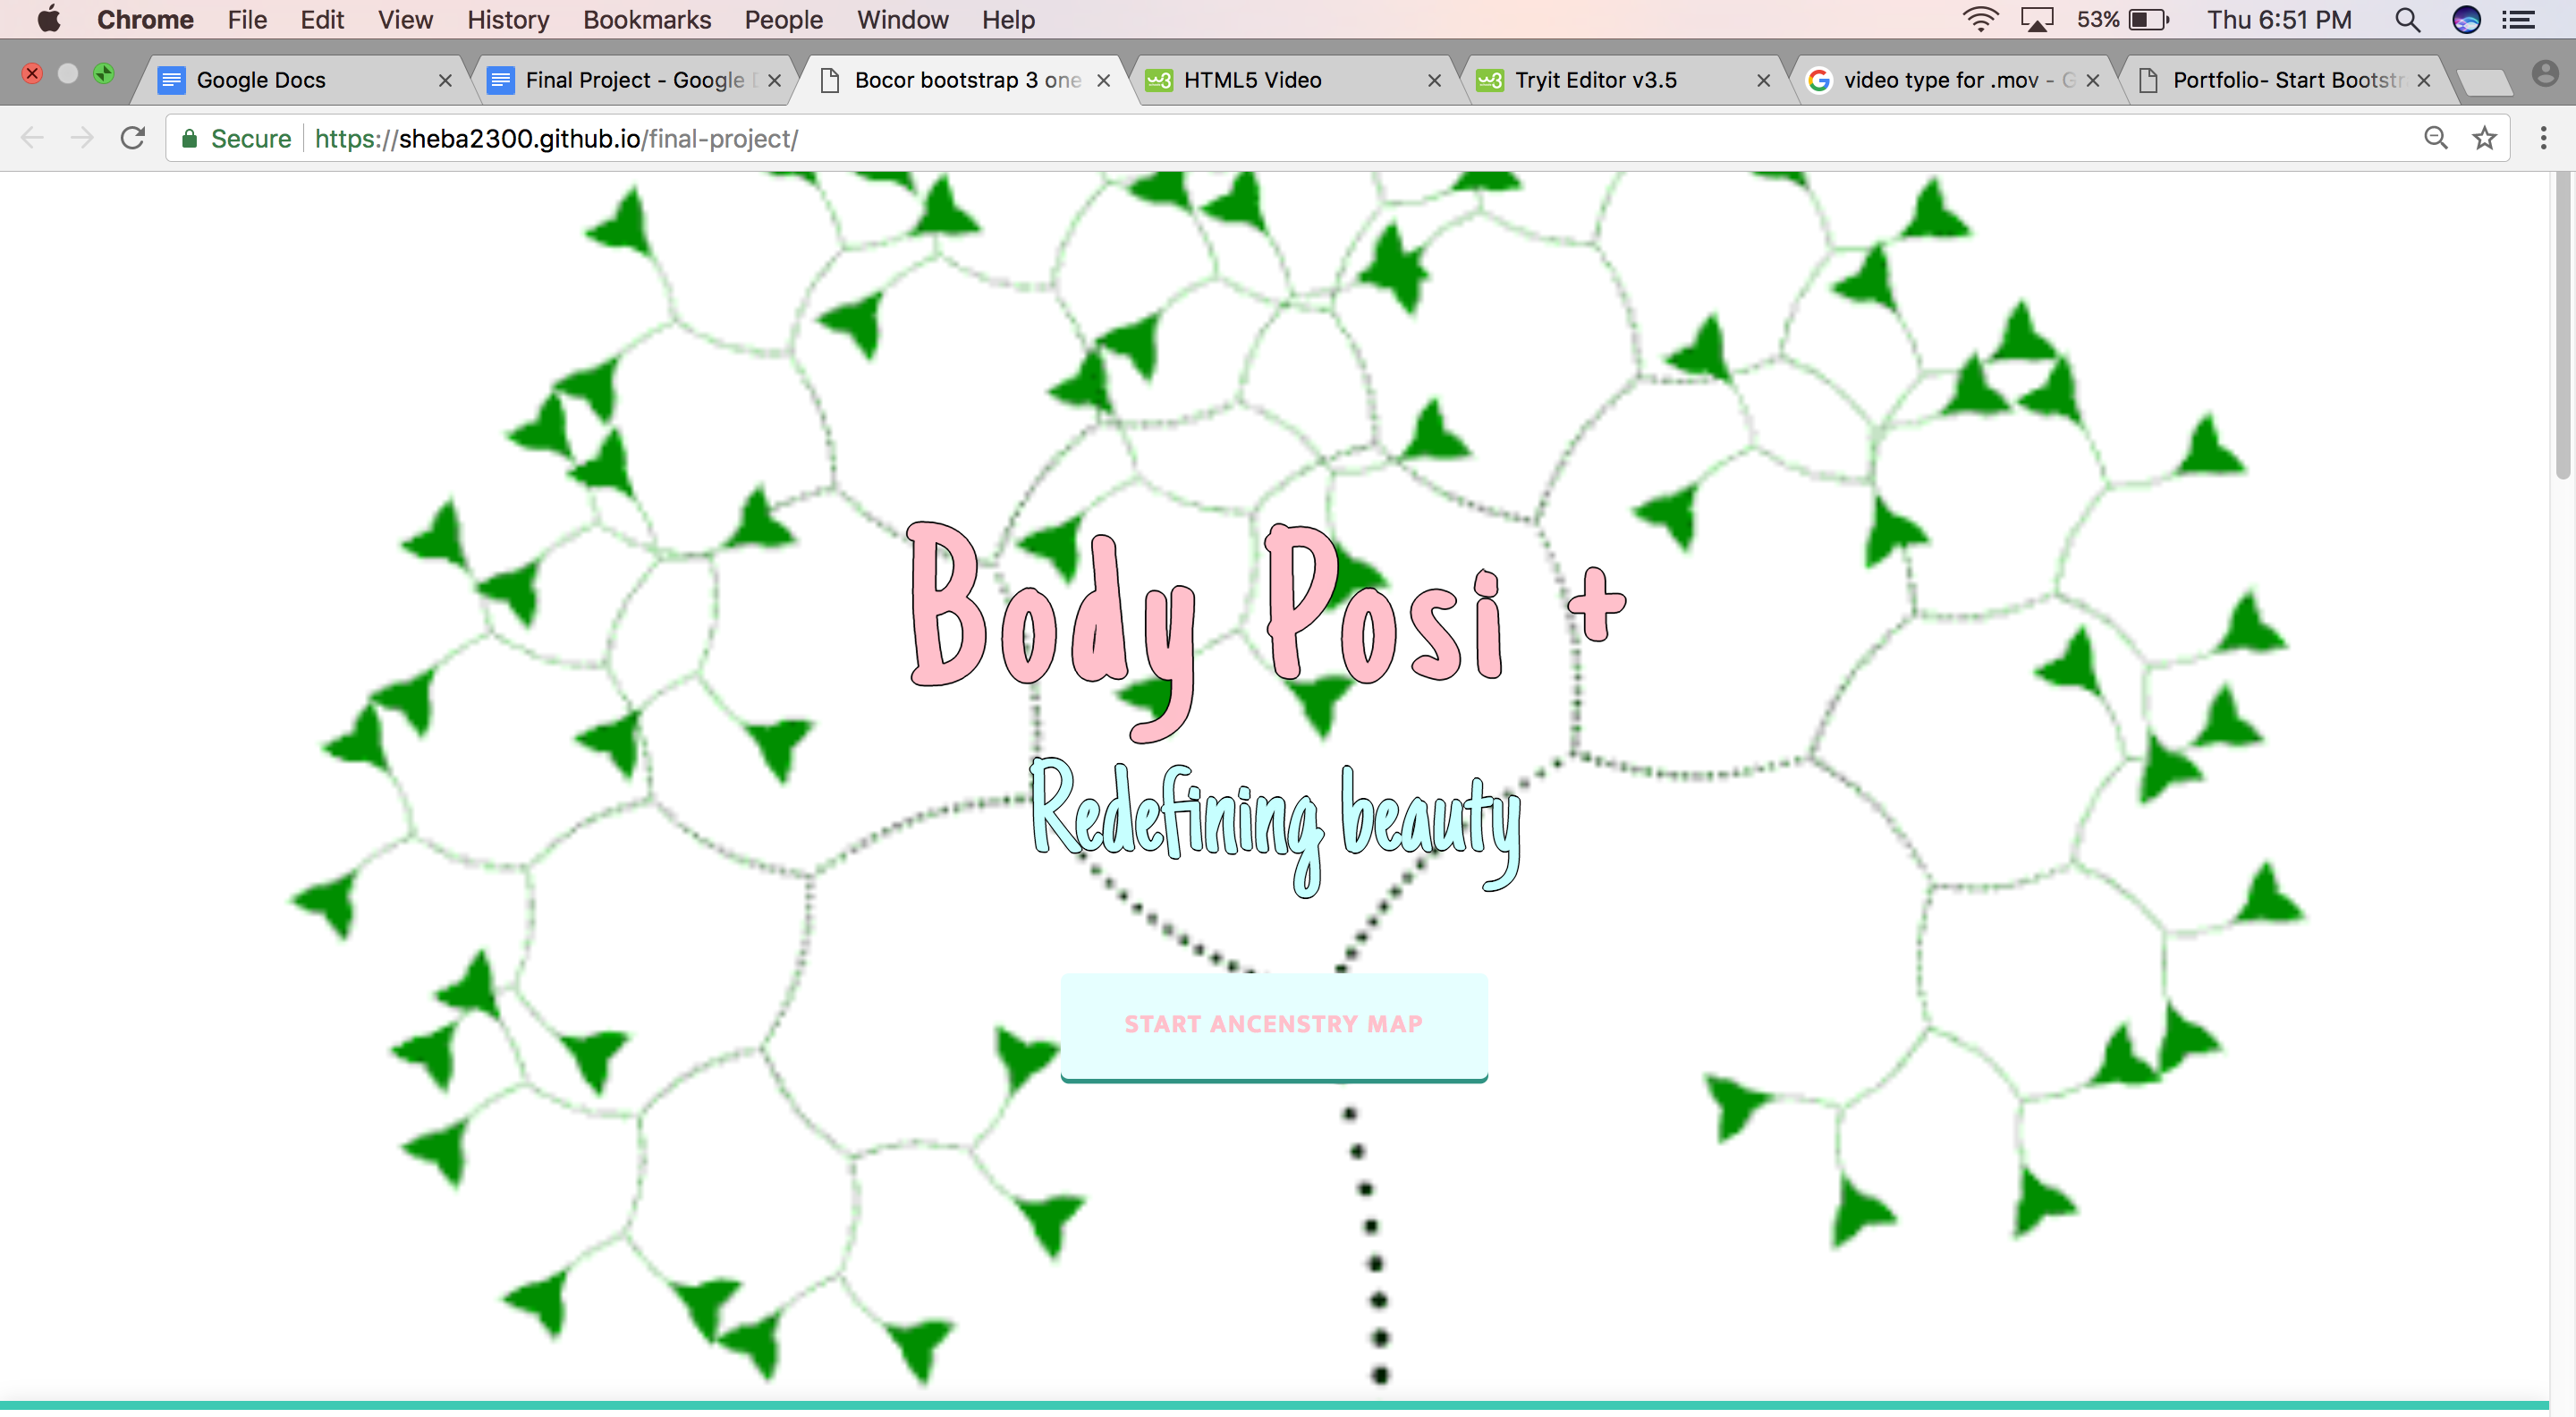 Chrome File Edit View History Bookmarks People Window Help 53% Thu 6:51 PM
Google Docs Final Project - Google D Bocor bootstrap 3 one HTML5 Video Tryit Editor v3.5 video type for .mov - G Portfolio- Start Bootstr
Secure https://sheba2300.github.io/final-project/
Body Posi +
Redefining beauty
START ANCENSTRY MAP